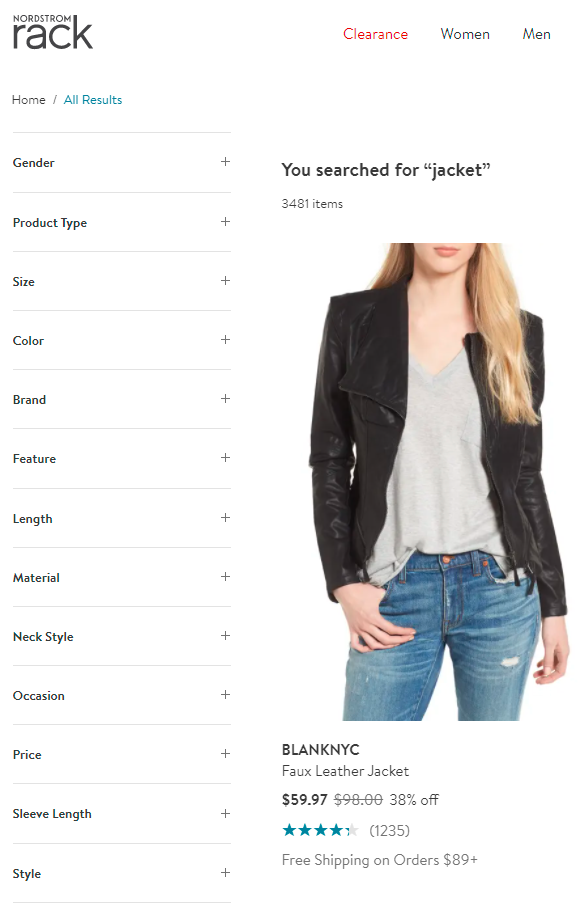 NORDSTROM
rack
Clearance Women Men
Home / All Results
Gender +
Product Type +
Size +
Color +
Brand +
Feature +
Length +
Material +
Neck Style +
Occasion +
Price +
Sleeve Length +
Style +
You searched for “jacket”
3481 items
BLANKNYC
Faux Leather Jacket
$59.97 $98.00 38% off
(1235)
Free Shipping on Orders $89+